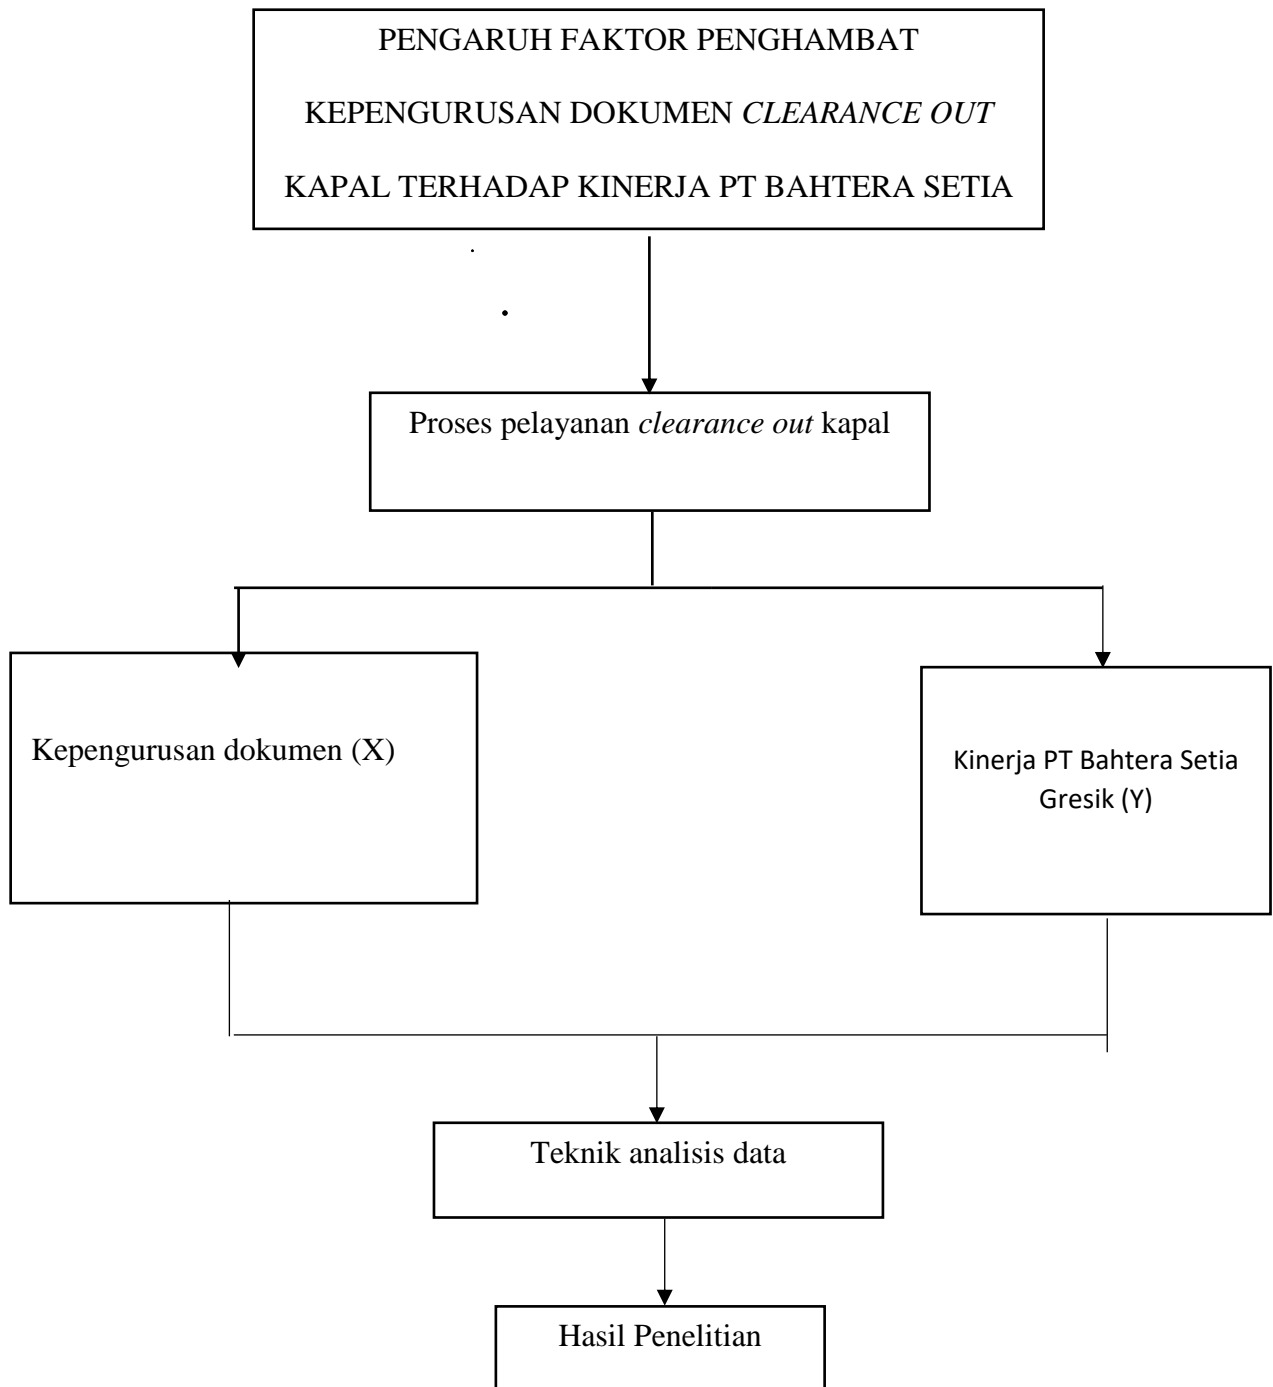 PENGARUH FAKTOR PENGHAMBAT
KEPENGURUSAN DOKUMEN CLEARANCE OUT
KAPAL TERHADAP KINERJA PT BAHTERA SETIA
Proses pelayanan clearance out kapal
Kepengurusan dokumen (X)
Kinerja PT Bahtera Setia
Gresik (Y)
Teknik analisis data
Hasil Penelitian